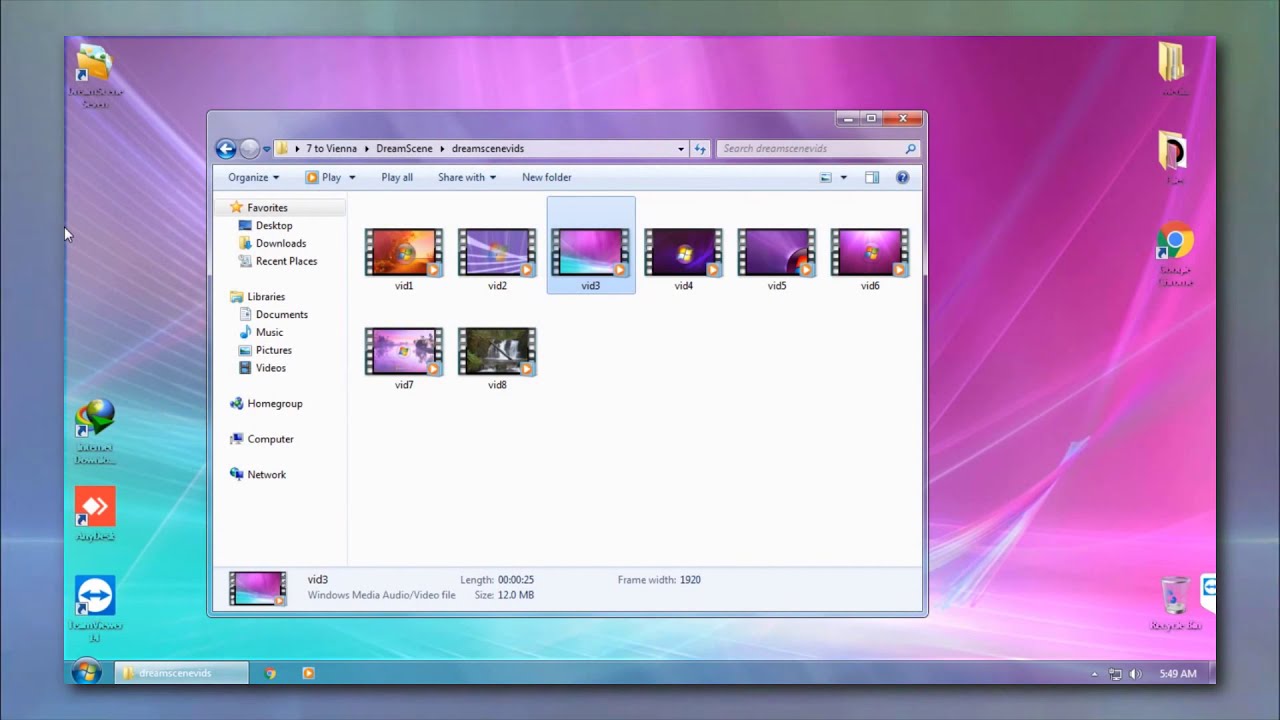 7 to Vienna
DreamScene
dreamscenevids
Search dreamscenevids
Organize
Play
Play all
Share with
New folder
Favorites
Desktop
Downloads
Recent Places
Libraries
Documents
Music
Pictures
Videos
Homegroup
Computer
Network
vid1
vid2
vid3
vid4
vid5
vid6
vid7
vid8
vid3
Length: 00:00:25
Frame width: 1920
Windows Media Audio/Video file
Size: 12.0 MB
DreamScene
Seven
Internet
Downlo...
AnyDesk
TeamViewer
14
Google
Chrome
Recycle Bin
dreamscenevids
5:49 AM